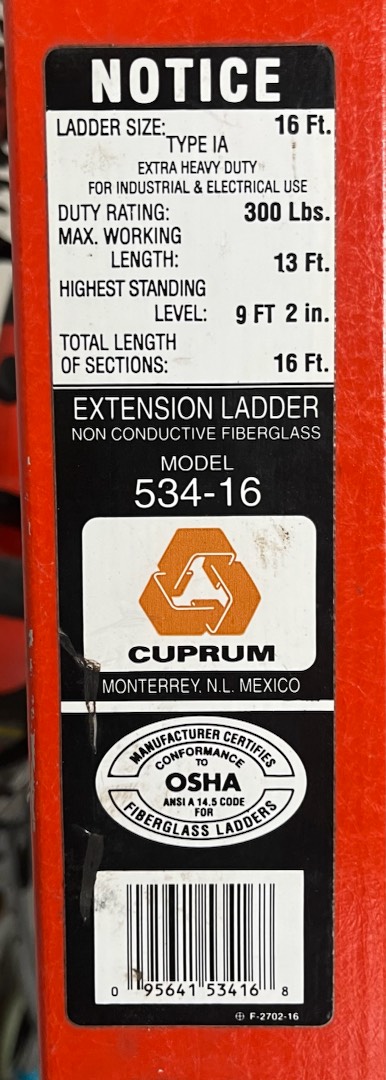 NOTICE
LADDER SIZE: 16 Ft.
TYPE IA
EXTRA HEAVY DUTY
FOR INDUSTRIAL & ELECTRICAL USE
DUTY RATING: 300 Lbs.
MAX. WORKING
LENGTH: 13 Ft.
HIGHEST STANDING
LEVEL: 9 FT 2 in.
TOTAL LENGTH
OF SECTIONS: 16 Ft.
EXTENSION LADDER
NON CONDUCTIVE FIBERGLASS
MODEL
534-16
CUPRUM
MONTERREY, N.L. MEXICO
MANUFACTURER CERTIFIES
CONFORMANCE
TO
OSHA
ANSI A 14.5 CODE
FOR
FIBERGLASS LADDERS
0 95641 53416 8
F-2702-16